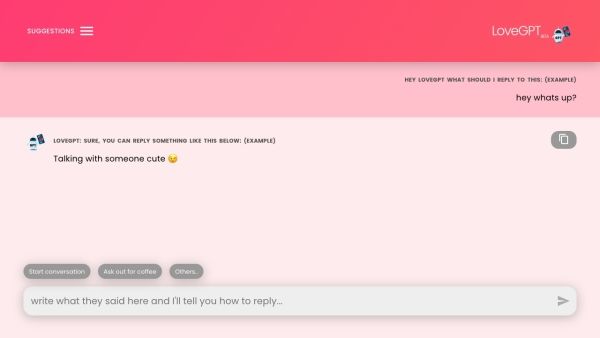 SUGGESTIONS
LoveGPT
HEY LOVEGPT WHAT SHOULD I REPLY TO THIS: (EXAMPLE)
hey whats up?
LOVEGPT: SURE, YOU CAN REPLY SOMETHING LIKE THIS BELOW: (EXAMPLE)
Talking with someone cute 😉
Start conversation
Ask out for coffee
Others..
write what they said here and I'll tell you how to reply...